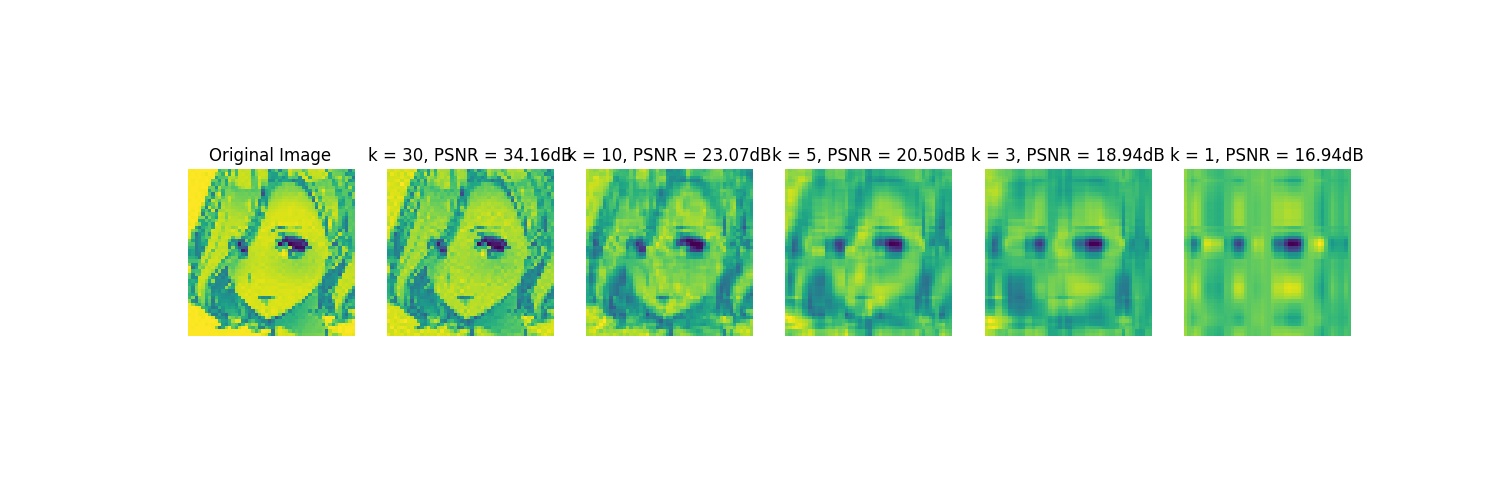 Original Image
k = 30, PSNR = 34.16dB
k = 10, PSNR = 23.07dB
k = 5, PSNR = 20.50dB
k = 3, PSNR = 18.94dB
k = 1, PSNR = 16.94dB